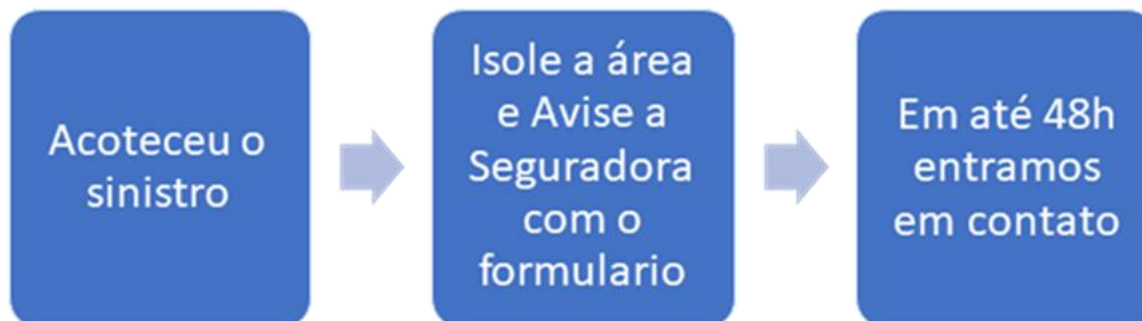 Acoteceu o
sinistro
Isole a área
e Avise a
Seguradora
com o
formulario
Em até 48h
entramos
em contato